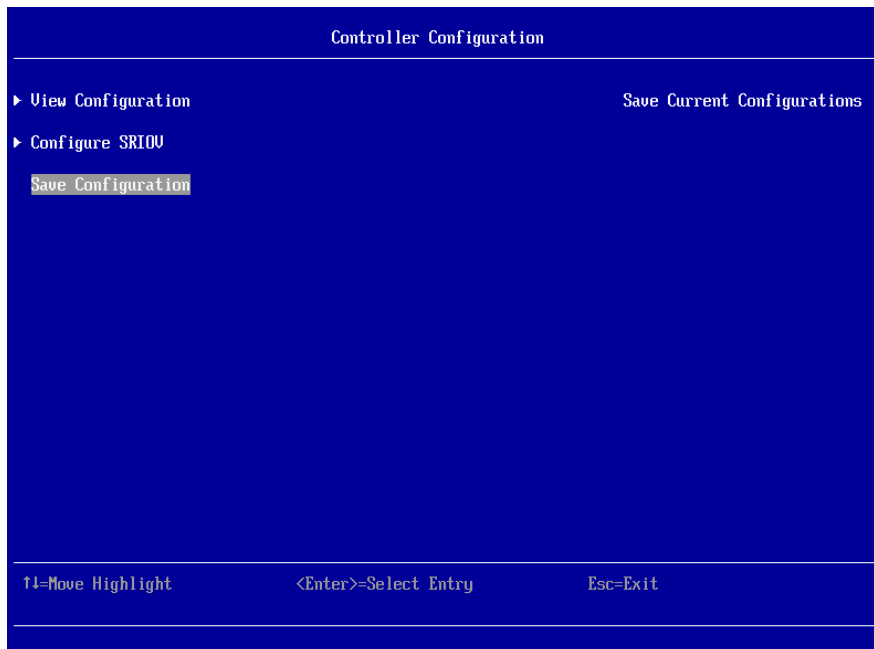 Controller Configuration
▶ View Configuration
Save Current Configurations
▶ Configure SRIOV
Save Configuration
↑↓=Move Highlight <Enter>=Select Entry Esc=Exit